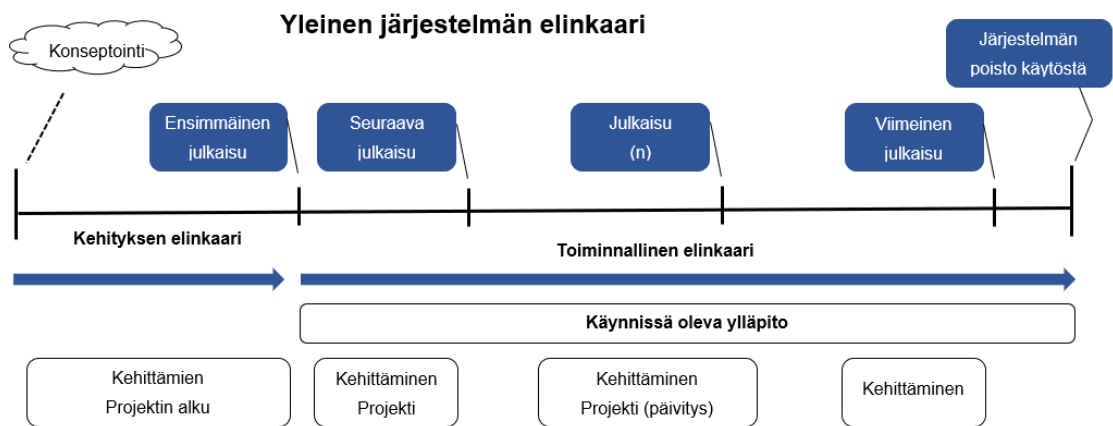 Yleinen järjestelmän elinkaari
Konseptointi
Järjestelmän
poisto käytöstä
Ensimmäinen
julkaisu
Seuraava
julkaisu
Julkaisu
(n)
Viimeinen
julkaisu
Kehityksen elinkaari
Toiminnallinen elinkaari
Käynnissä oleva ylläpito
Kehittämien
Projektin alku
Kehittäminen
Projekti
Kehittäminen
Projekti (päivitys)
Kehittäminen